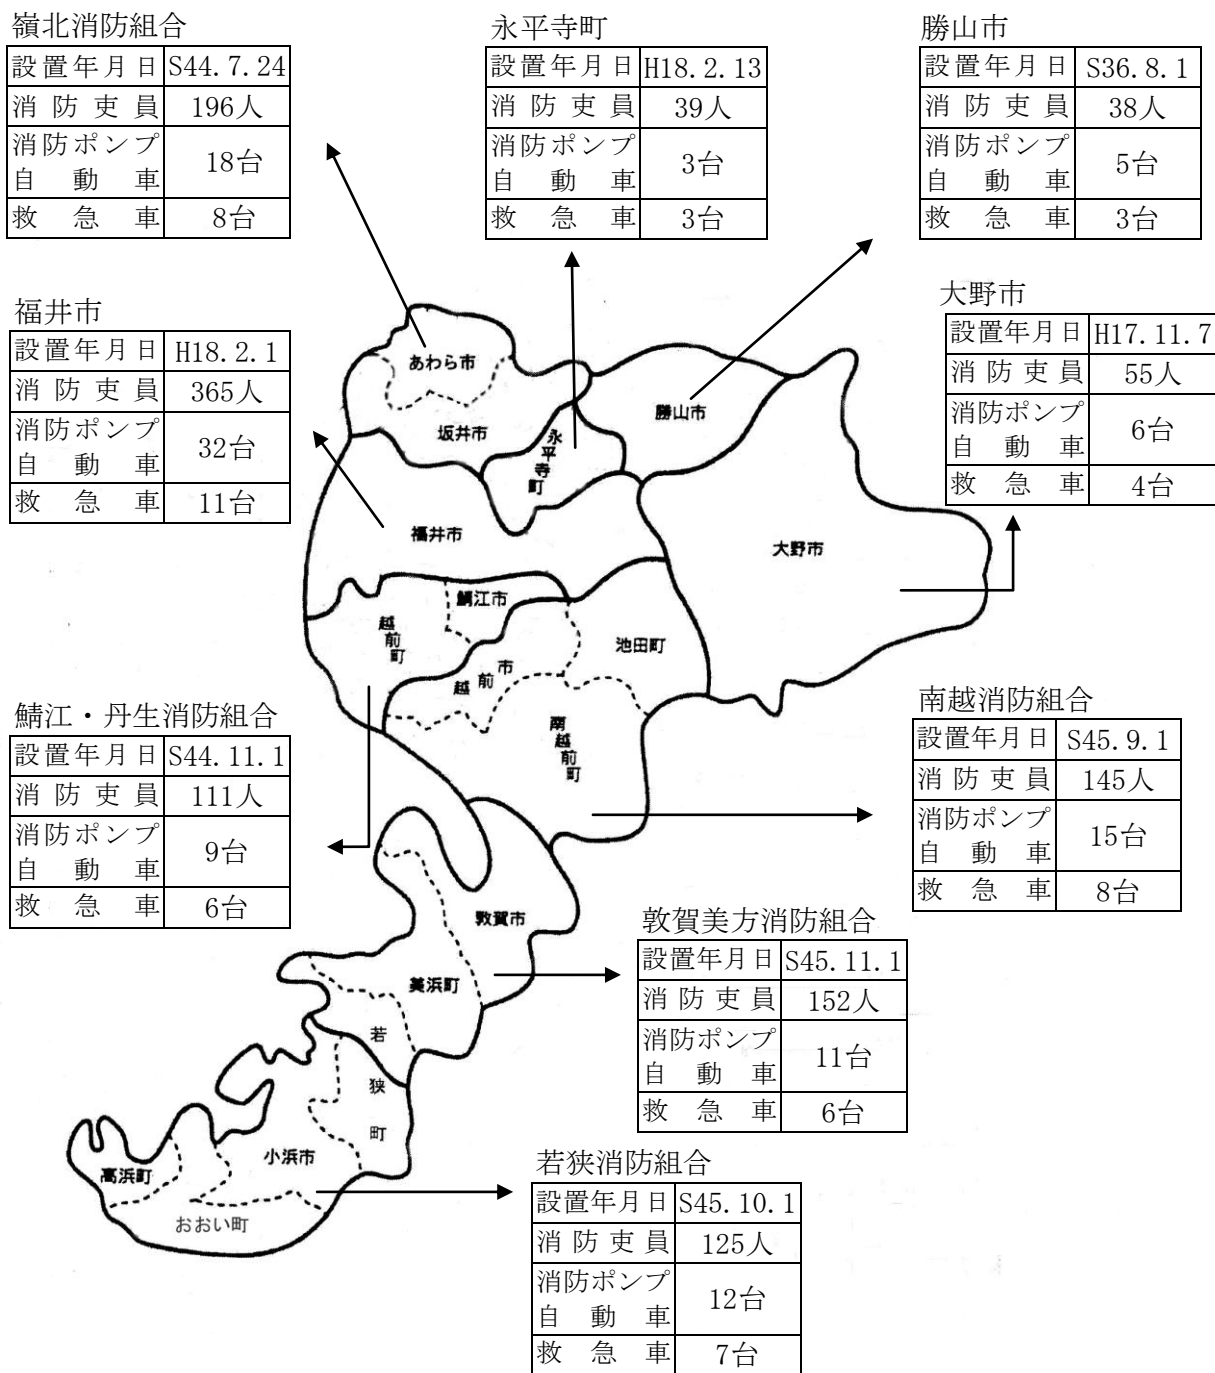 嶺北消防組合
設置年月日 S44.7.24
消防吏員 196人
消防ポンプ
自動車 18台
救急車 8台
永平寺町
設置年月日 H18.2.13
消防吏員 39人
消防ポンプ
自動車 3台
救急車 3台
勝山市
設置年月日 S36.8.1
消防吏員 38人
消防ポンプ
自動車 5台
救急車 3台
福井市
設置年月日 H18.2.1
消防吏員 365人
消防ポンプ
自動車 32台
救急車 11台
大野市
設置年月日 H17.11.7
消防吏員 55人
消防ポンプ
自動車 6台
救急車 4台
あわら市
坂井市
永平寺町
勝山市
福井市
大野市
鯖江市
越前町
越前市
池田町
南越前町
鯖江・丹生消防組合
設置年月日 S44.11.1
消防吏員 111人
消防ポンプ
自動車 9台
救急車 6台
南越消防組合
設置年月日 S45.9.1
消防吏員 145人
消防ポンプ
自動車 15台
救急車 8台
敦賀市
美浜町
若狭町
小浜市
高浜町
おおい町
敦賀美方消防組合
設置年月日 S45.11.1
消防吏員 152人
消防ポンプ
自動車 11台
救急車 6台
若狭消防組合
設置年月日 S45.10.1
消防吏員 125人
消防ポンプ
自動車 12台
救急車 7台